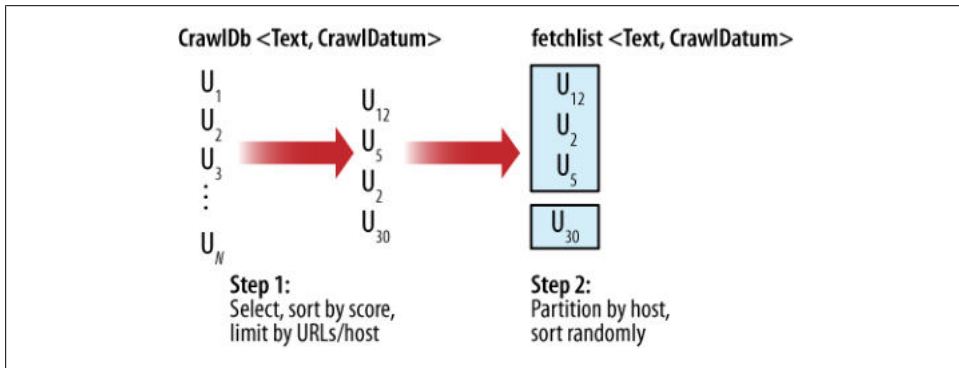 CrawlDb <Text, CrawlDatum>
U1
U2
U3
⋮
UN
U12
U5
U2
U30
fetchlist <Text, CrawlDatum>
U12
U2
U5
U30
Step 1:
Select, sort by score,
limit by URLs/host
Step 2:
Partition by host,
sort randomly